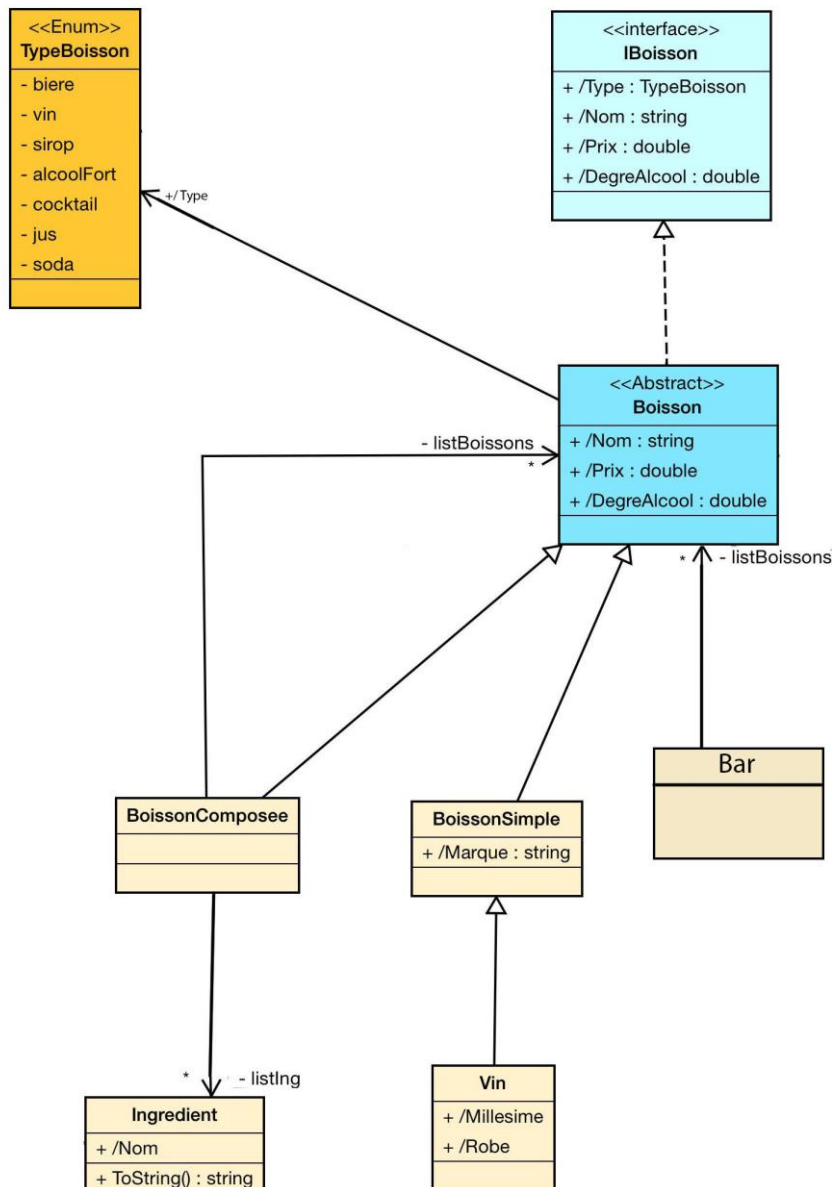 <<Enum>>
TypeBoisson
- biere
- vin
- sirop
- alcoolFort
- cocktail
- jus
- soda
<<interface>>
IBoisson
+ /Type : TypeBoisson
+ /Nom : string
+ /Prix : double
+ /DegreAlcool : double
+/Type
<<Abstract>>
Boisson
+ /Nom : string
+ /Prix : double
+ /DegreAlcool : double
- listBoissons
*
* - listBoissons
Bar
BoissonComposee
BoissonSimple
+ /Marque : string
* - listIng
Ingredient
+ /Nom
+ ToString() : string
Vin
+ /Millesime
+ /Robe